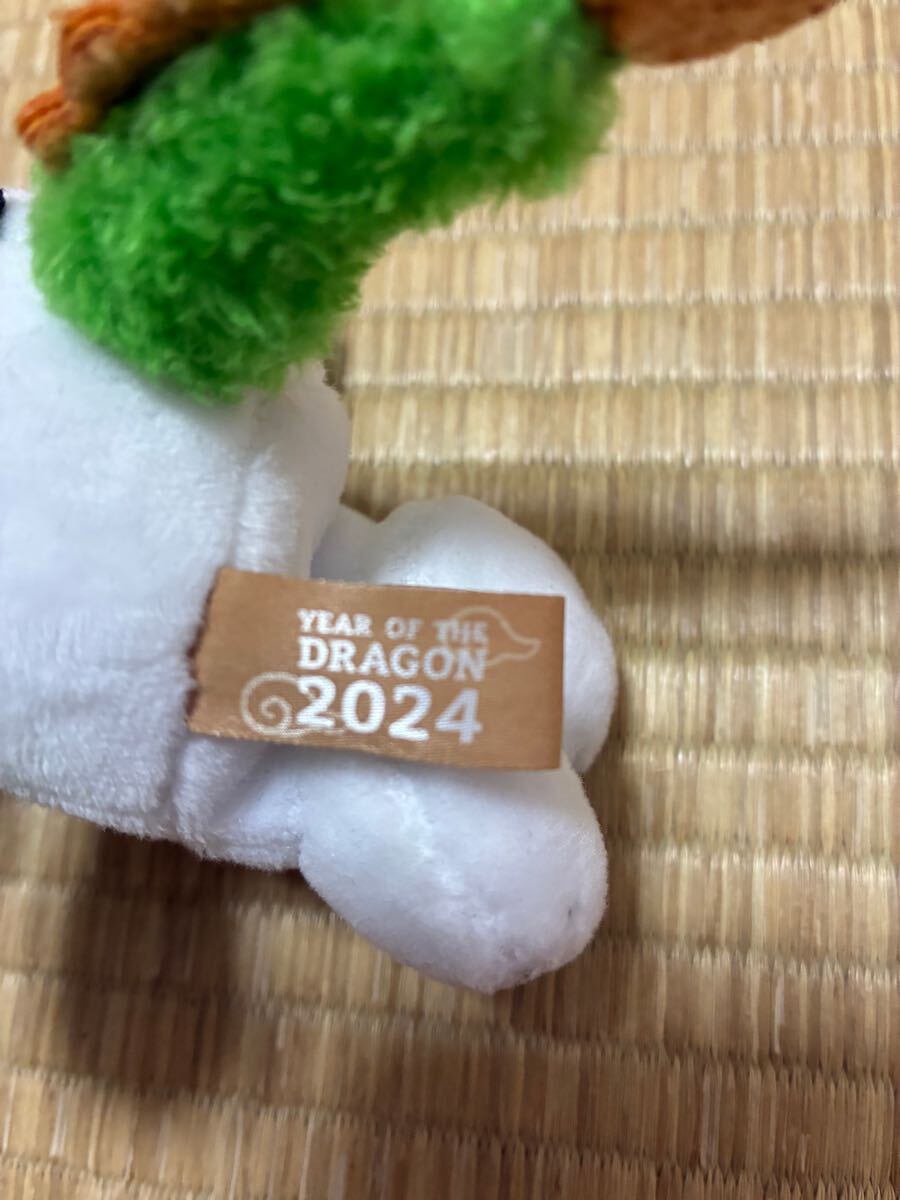 YEAR OF THE
DRAGON
2024